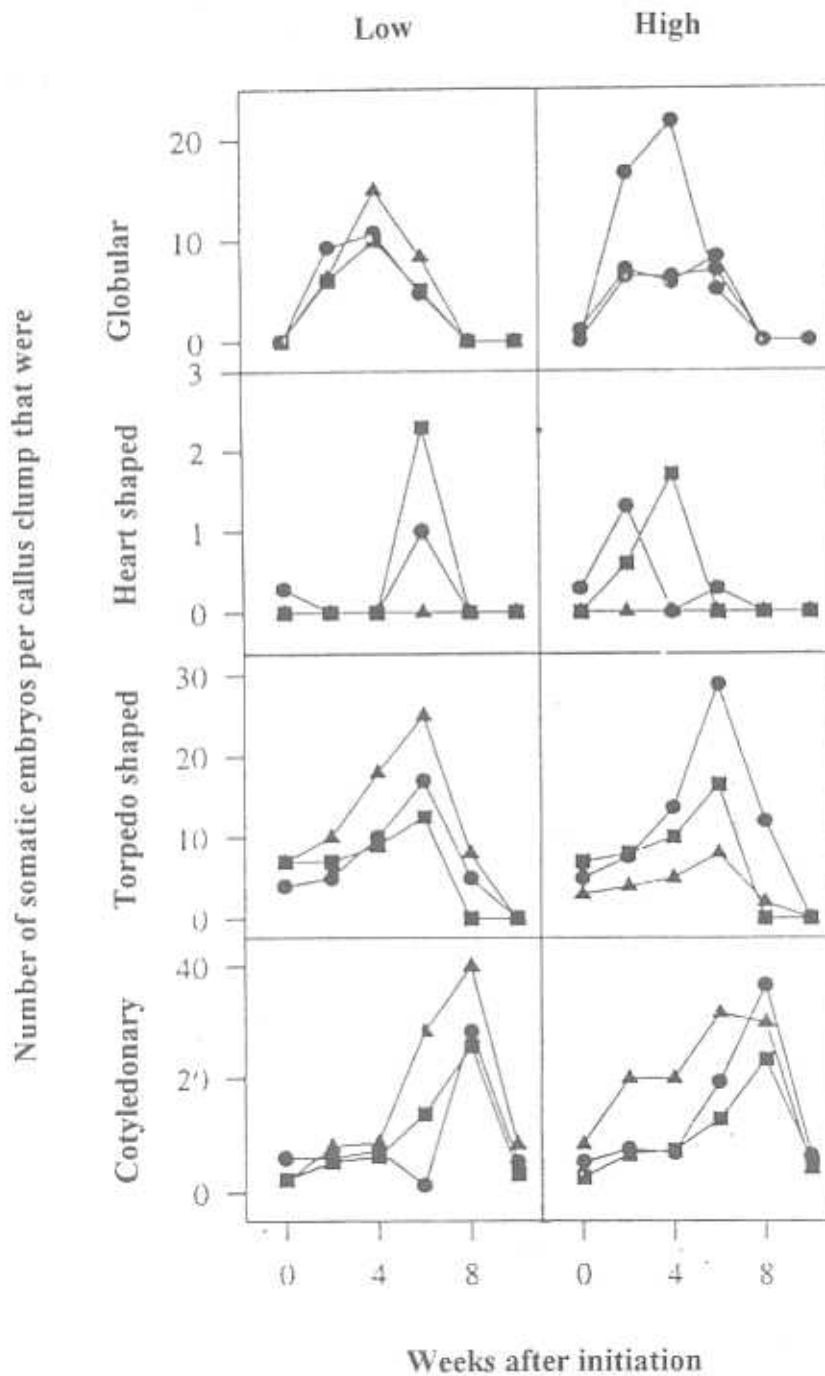 Low High
Number of somatic embryos per callus clump that were
Globular
20
10
0
Heart shaped
3
2
1
0
Torpedo shaped
30
20
10
0
Cotyledonary
40
20
0
0 4 8 0 4 8
Weeks after initiation